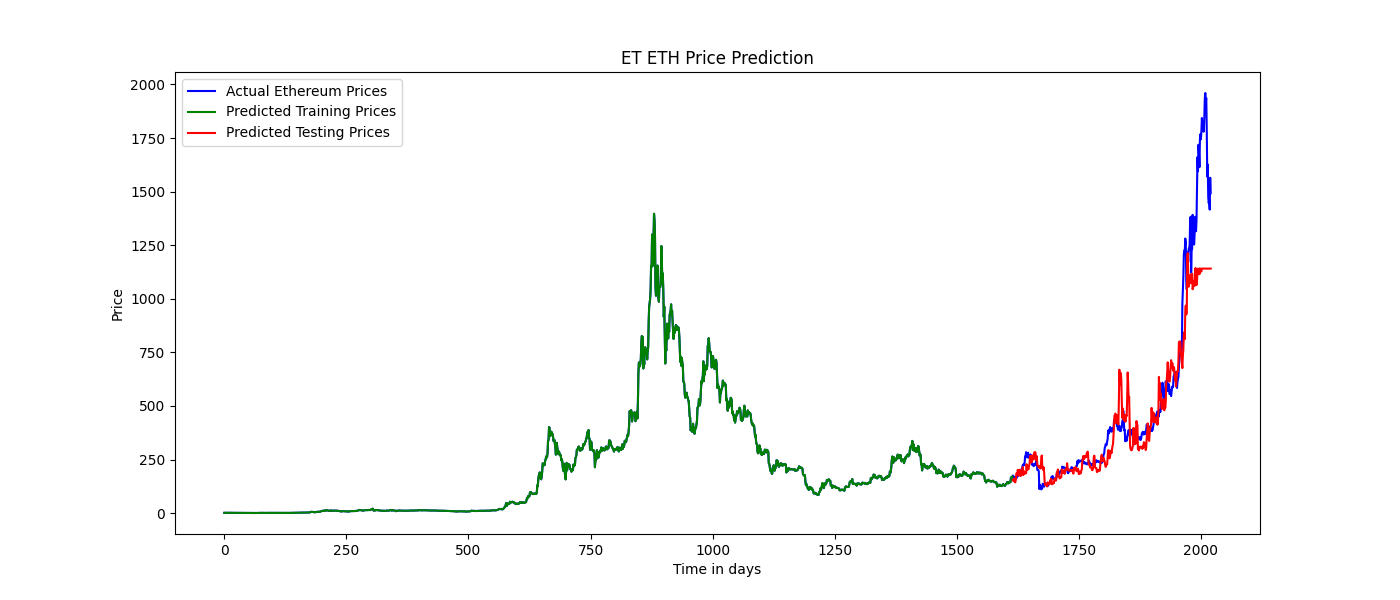 ET ETH Price Prediction
Actual Ethereum Prices
Predicted Training Prices
Predicted Testing Prices
Price
2000
1750
1500
1250
1000
750
500
250
0
0 250 500 750 1000 1250 1500 1750 2000
Time in days